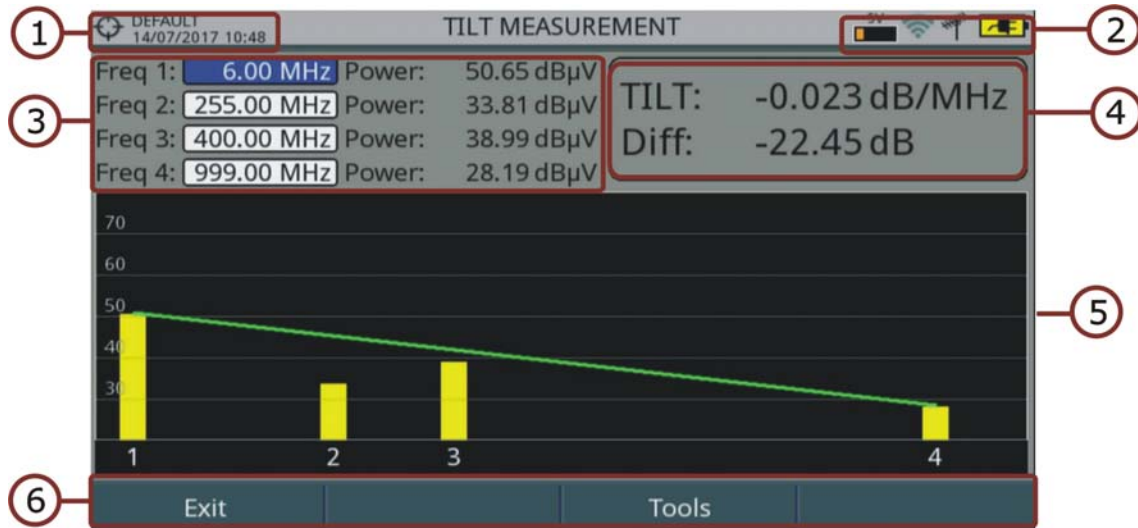 1
DEFAULT
14/07/2017 10:48
TILT MEASUREMENT
5V
2
3
Freq 1: 6.00 MHz Power: 50.65 dBµV
Freq 2: 255.00 MHz Power: 33.81 dBµV
Freq 3: 400.00 MHz Power: 38.99 dBµV
Freq 4: 999.00 MHz Power: 28.19 dBµV
TILT: -0.023 dB/MHz
Diff: -22.45 dB
4
70
60
50
40
30
5
1 2 3 4
6
Exit Tools